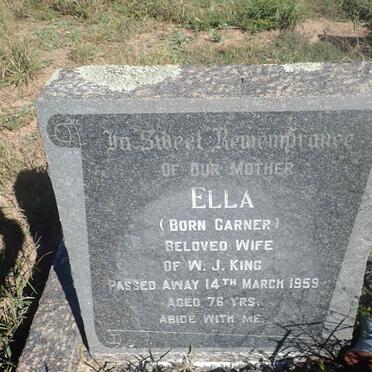 In Sweet Remembrance
OF OUR MOTHER
ELLA
(BORN GARNER)
BELOVED WIFE
OF W. J. KING
PASSED AWAY 14TH MARCH 1959
AGED 76 YRS.
ABIDE WITH ME.